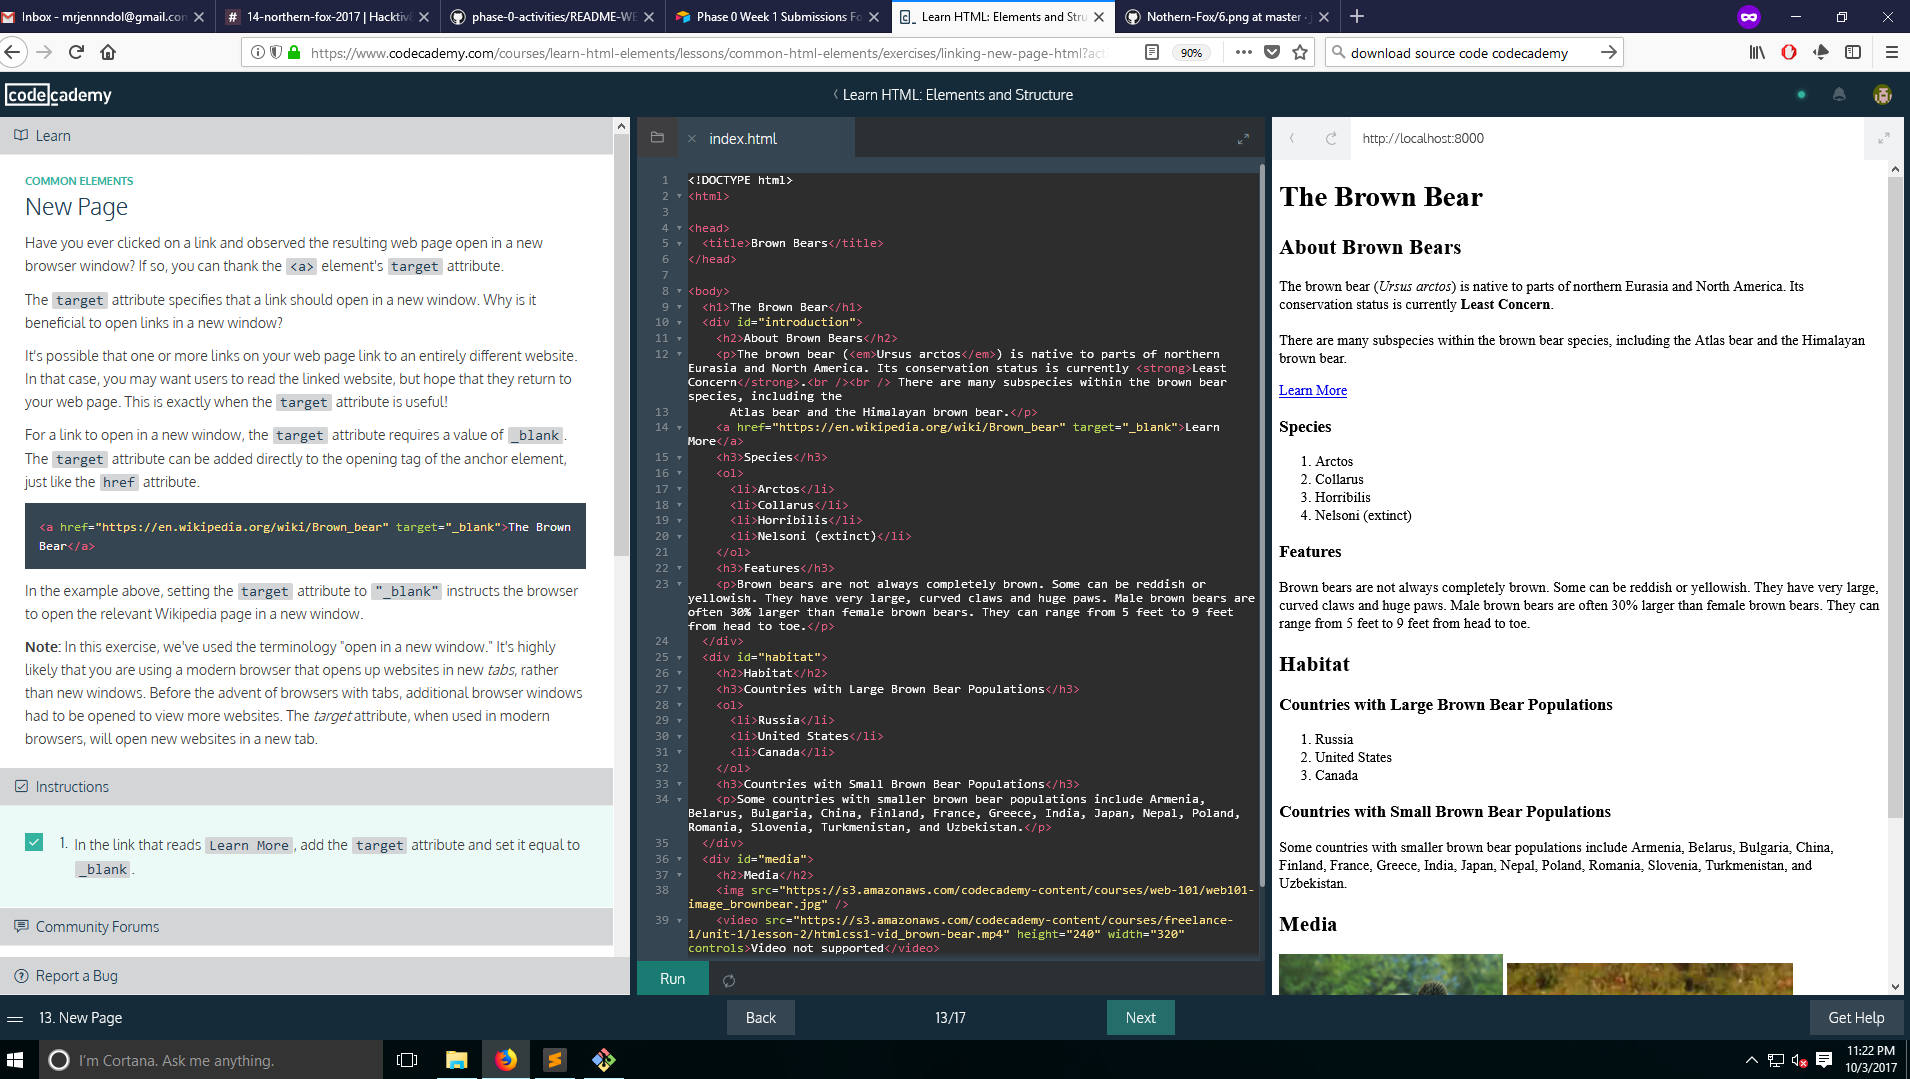 Inbox - mrjennndol@gmail.con
14-northern-fox-2017 | Hacktiv8
phase-0-activities/README-WE
Phase 0 Week 1 Submissions Fo
Learn HTML: Elements and Stru
Nothern-Fox/6.png at master ·
https://www.codecademy.com/courses/learn-html-elements/lessons/common-html-elements/exercises/linking-new-page-html?act
90%
download source code codecademy
codecademy
Learn HTML: Elements and Structure
Learn
COMMON ELEMENTS
New Page
Have you ever clicked on a link and observed the resulting web page open in a new
browser window? If so, you can thank the <a> element's target attribute.
The target attribute specifies that a link should open in a new window. Why is it
beneficial to open links in a new window?
It's possible that one or more links on your web page link to an entirely different website.
In that case, you may want users to read the linked website, but hope that they return to
your web page. This is exactly when the target attribute is useful!
For a link to open in a new window, the target attribute requires a value of _blank.
The target attribute can be added directly to the opening tag of the anchor element,
just like the href attribute.
<a href="https://en.wikipedia.org/wiki/Brown_bear" target="_blank">The Brown
Bear</a>
In the example above, setting the target attribute to "_blank" instructs the browser
to open the relevant Wikipedia page in a new window.
Note: In this exercise, we've used the terminology "open in a new window." It's highly
likely that you are using a modern browser that opens up websites in new tabs, rather
than new windows. Before the advent of browsers with tabs, additional browser windows
had to be opened to view more websites. The target attribute, when used in modern
browsers, will open new websites in a new tab.
Instructions
1. In the link that reads Learn More, add the target attribute and set it equal to
_blank.
Community Forums
Report a Bug
index.html
1 <!DOCTYPE html>
2 <html>
3
4 <head>
5 <title>Brown Bears</title>
6 </head>
7
8 <body>
9 <h1>The Brown Bear</h1>
10 <div id="introduction">
11 <h2>About Brown Bears</h2>
12 <p>The brown bear (<em>Ursus arctos</em>) is native to parts of northern
Eurasia and North America. Its conservation status is currently <strong>Least
Concern</strong>.<br /><br /> There are many subspecies within the brown bear
species, including the
13 Atlas bear and the Himalayan brown bear.</p>
14 <a href="https://en.wikipedia.org/wiki/Brown_bear" target="_blank">Learn
More</a>
15 <h3>Species</h3>
16 <ol>
17 <li>Arctos</li>
18 <li>Collarus</li>
19 <li>Horribilis</li>
20 <li>Nelsoni (extinct)</li>
21 </ol>
22 <h3>Features</h3>
23 <p>Brown bears are not always completely brown. Some can be reddish or
yellowish. They have very large, curved claws and huge paws. Male brown bears are
often 30% larger than female brown bears. They can range from 5 feet to 9 feet
from head to toe.</p>
24 </div>
25 <div id="habitat">
26 <h2>Habitat</h2>
27 <h3>Countries with Large Brown Bear Populations</h3>
28 <ol>
29 <li>Russia</li>
30 <li>United States</li>
31 <li>Canada</li>
32 </ol>
33 <h3>Countries with Small Brown Bear Populations</h3>
34 <p>Some countries with smaller brown bear populations include Armenia,
Belarus, Bulgaria, China, Finland, France, Greece, India, Japan, Nepal, Poland,
Romania, Slovenia, Turkmenistan, and Uzbekistan.</p>
35 </div>
36 <div id="media">
37 <h2>Media</h2>
38 <img src="https://s3.amazonaws.com/codecademy-content/courses/web-101/web101-
image_brownbear.jpg" />
39 <video src="https://s3.amazonaws.com/codecademy-content/courses/freelance-
1/unit-1/lesson-2/htmlcss1-vid_brown-bear.mp4" height="240" width="320"
controls>Video not supported</video>
Run
http://localhost:8000
The Brown Bear
About Brown Bears
The brown bear (Ursus arctos) is native to parts of northern Eurasia and North America. Its
conservation status is currently Least Concern.
There are many subspecies within the brown bear species, including the Atlas bear and the Himalayan
brown bear.
Learn More
Species
1. Arctos
2. Collarus
3. Horribilis
4. Nelsoni (extinct)
Features
Brown bears are not always completely brown. Some can be reddish or yellowish. They have very large,
curved claws and huge paws. Male brown bears are often 30% larger than female brown bears. They can
range from 5 feet to 9 feet from head to toe.
Habitat
Countries with Large Brown Bear Populations
1. Russia
2. United States
3. Canada
Countries with Small Brown Bear Populations
Some countries with smaller brown bear populations include Armenia, Belarus, Bulgaria, China,
Finland, France, Greece, India, Japan, Nepal, Poland, Romania, Slovenia, Turkmenistan, and
Uzbekistan.
Media
13. New Page
Back
13/17
Next
Get Help
I'm Cortana. Ask me anything.
11:22 PM
10/3/2017